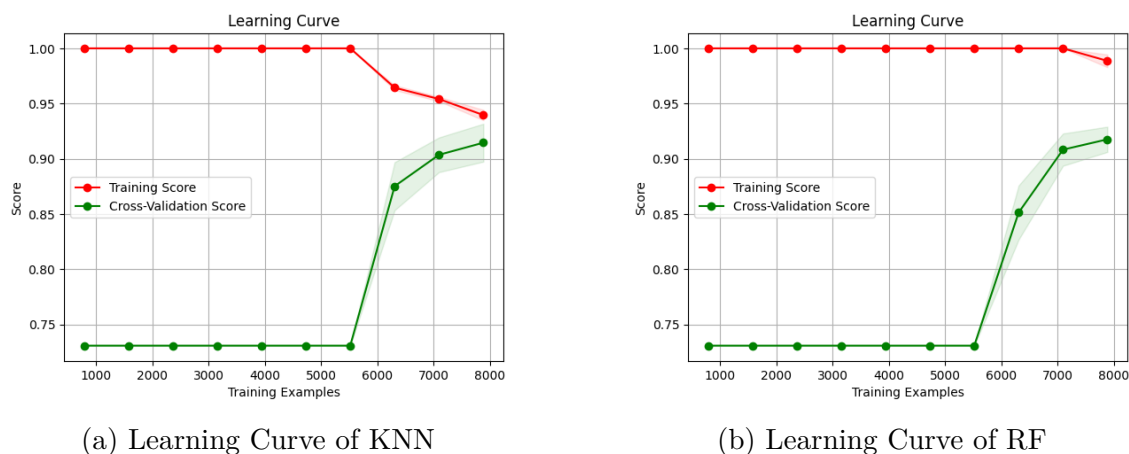 Learning Curve
1.00
0.95
0.90
0.85
0.80
0.75
Score
Training Score
Cross-Validation Score
1000 2000 3000 4000 5000 6000 7000 8000
Training Examples
(a) Learning Curve of KNN
Learning Curve
1.00
0.95
0.90
0.85
0.80
0.75
Score
Training Score
Cross-Validation Score
1000 2000 3000 4000 5000 6000 7000 8000
Training Examples
(b) Learning Curve of RF